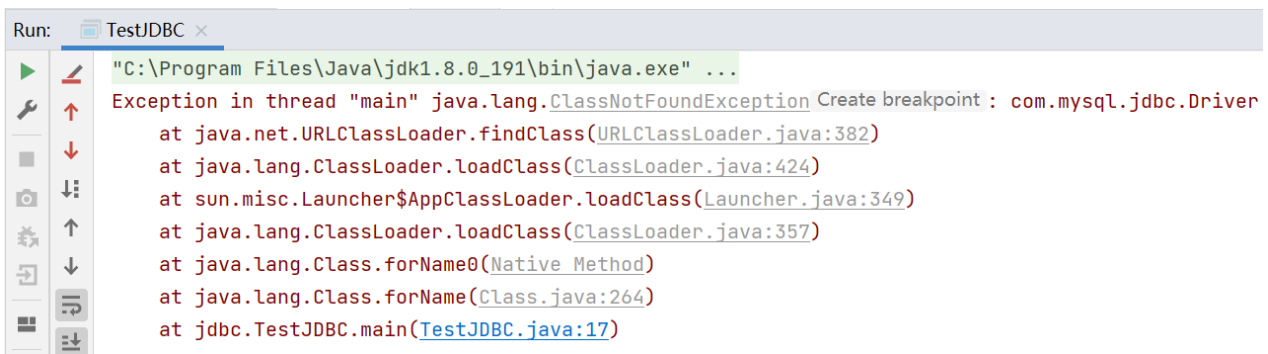 Run: TestJDBC ×
"C:\Program Files\Java\jdk1.8.0_191\bin\java.exe" ...
Exception in thread "main" java.lang.ClassNotFoundException Create breakpoint : com.mysql.jdbc.Driver
at java.net.URLClassLoader.findClass(URLClassLoader.java:382)
at java.lang.ClassLoader.loadClass(ClassLoader.java:424)
at sun.misc.Launcher$AppClassLoader.loadClass(Launcher.java:349)
at java.lang.ClassLoader.loadClass(ClassLoader.java:357)
at java.lang.Class.forName0(Native Method)
at java.lang.Class.forName(Class.java:264)
at jdbc.TestJDBC.main(TestJDBC.java:17)